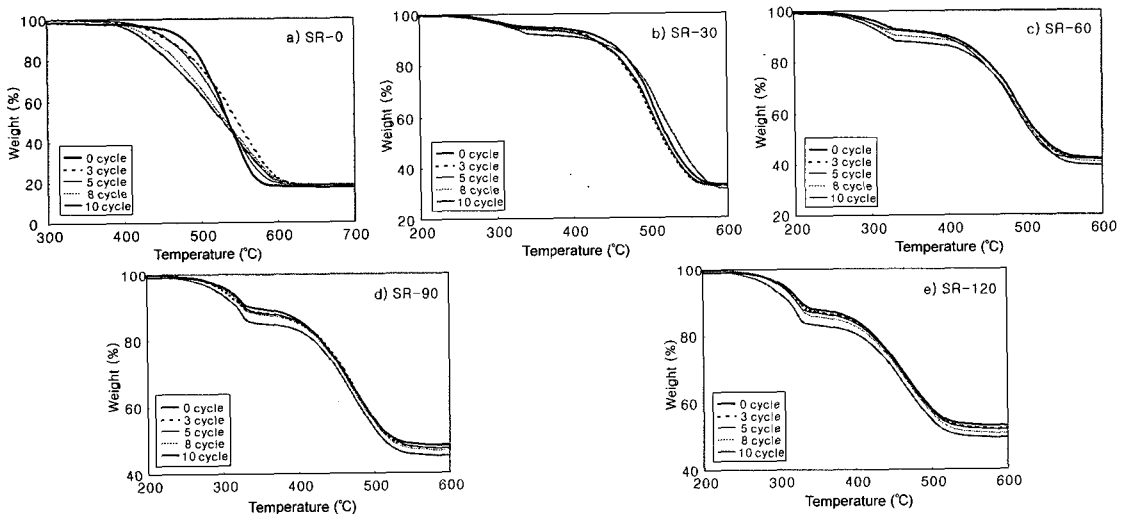 a) SR-0
Weight (%)
100
80
60
40
20
0
0 cycle
3 cycle
5 cycle
8 cycle
10 cycle
300 400 500 600 700
Temperature (℃)
b) SR-30
Weight (%)
100
80
60
40
20
0 cycle
3 cycle
5 cycle
8 cycle
10 cycle
200 300 400 500 600
Temperature (℃)
c) SR-60
Weight (%)
100
80
60
40
20
0 cycle
3 cycle
5 cycle
8 cycle
10 cycle
200 300 400 500 600
Temperature (℃)
d) SR-90
Weight (%)
100
80
60
40
0 cycle
3 cycle
5 cycle
8 cycle
10 cycle
200 300 400 500 600
Temperature (℃)
e) SR-120
Weight (%)
100
80
60
40
0 cycle
3 cycle
5 cycle
8 cycle
10 cycle
200 300 400 500 600
Temperature (℃)